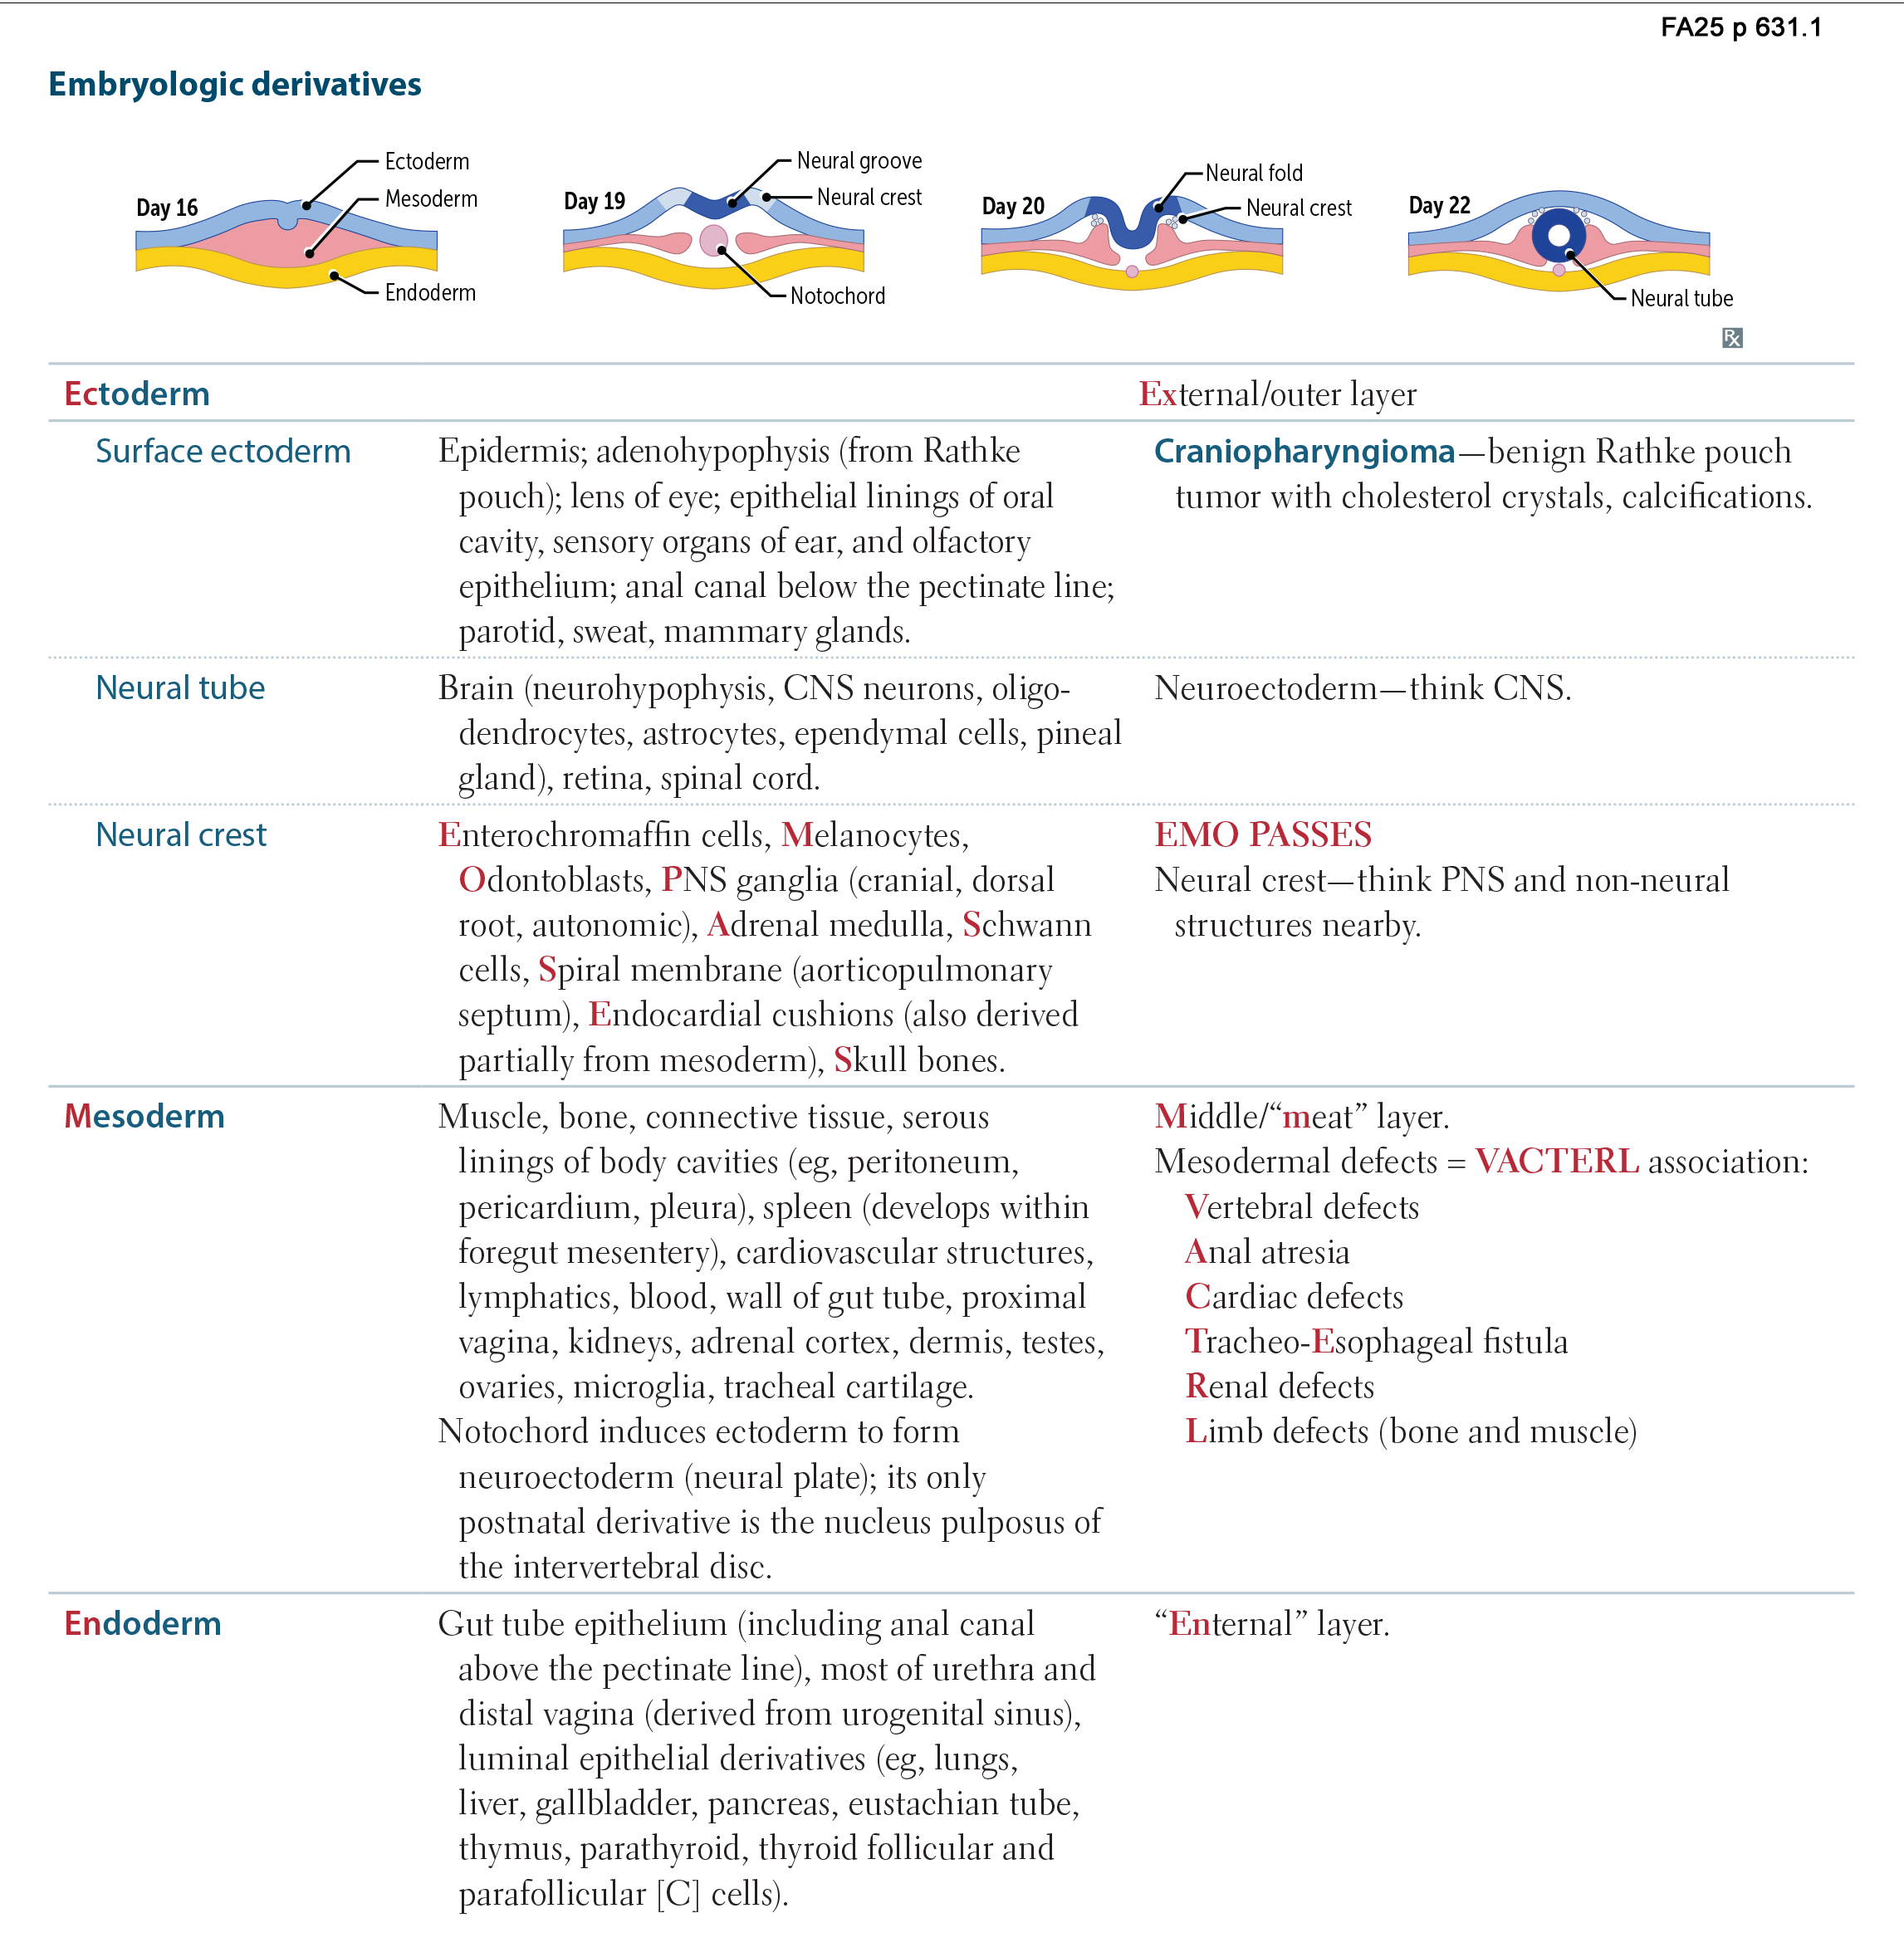 FA25 p 631.1
Embryologic derivatives
Day 16
Ectoderm
Mesoderm
Endoderm
Day 19
Neural groove
Neural crest
Notochord
Day 20
Neural fold
Neural crest
Day 22
Neural tube
Rx
Ectoderm
External/outer layer
Surface ectoderm
Epidermis; adenohypophysis (from Rathke
pouch); lens of eye; epithelial linings of oral
cavity, sensory organs of ear, and olfactory
epithelium; anal canal below the pectinate line;
parotid, sweat, mammary glands.
Craniopharyngioma—benign Rathke pouch
tumor with cholesterol crystals, calcifications.
Neural tube
Brain (neurohypophysis, CNS neurons, oligo-
dendrocytes, astrocytes, ependymal cells, pineal
gland), retina, spinal cord.
Neuroectoderm—think CNS.
Neural crest
Enterochromaffin cells, Melanocytes,
Odontoblasts, PNS ganglia (cranial, dorsal
root, autonomic), Adrenal medulla, Schwann
cells, Spiral membrane (aorticopulmonary
septum), Endocardial cushions (also derived
partially from mesoderm), Skull bones.
EMO PASSES
Neural crest—think PNS and non-neural
structures nearby.
Mesoderm
Muscle, bone, connective tissue, serous
linings of body cavities (eg, peritoneum,
pericardium, pleura), spleen (develops within
foregut mesentery), cardiovascular structures,
lymphatics, blood, wall of gut tube, proximal
vagina, kidneys, adrenal cortex, dermis, testes,
ovaries, microglia, tracheal cartilage.
Notochord induces ectoderm to form
neuroectoderm (neural plate); its only
postnatal derivative is the nucleus pulposus of
the intervertebral disc.
Middle/“meat” layer.
Mesodermal defects = VACTERL association:
Vertebral defects
Anal atresia
Cardiac defects
Tracheo-Esophageal fistula
Renal defects
Limb defects (bone and muscle)
Endoderm
Gut tube epithelium (including anal canal
above the pectinate line), most of urethra and
distal vagina (derived from urogenital sinus),
luminal epithelial derivatives (eg, lungs,
liver, gallbladder, pancreas, eustachian tube,
thymus, parathyroid, thyroid follicular and
parafollicular [C] cells).
“Enternal” layer.